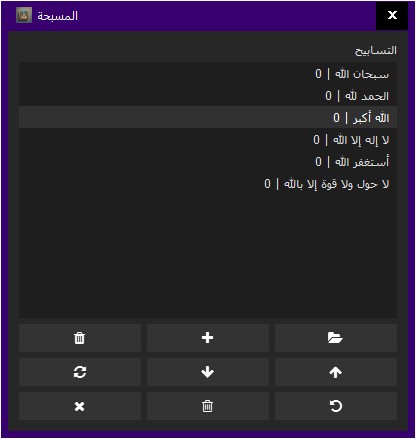 المسبحة
التسابيح
سبحان الله | 0
الحمد لله | 0
الله أكبر | 0
لا إله إلا الله | 0
أستغفر الله | 0
لا حول ولا قوة إلا بالله | 0